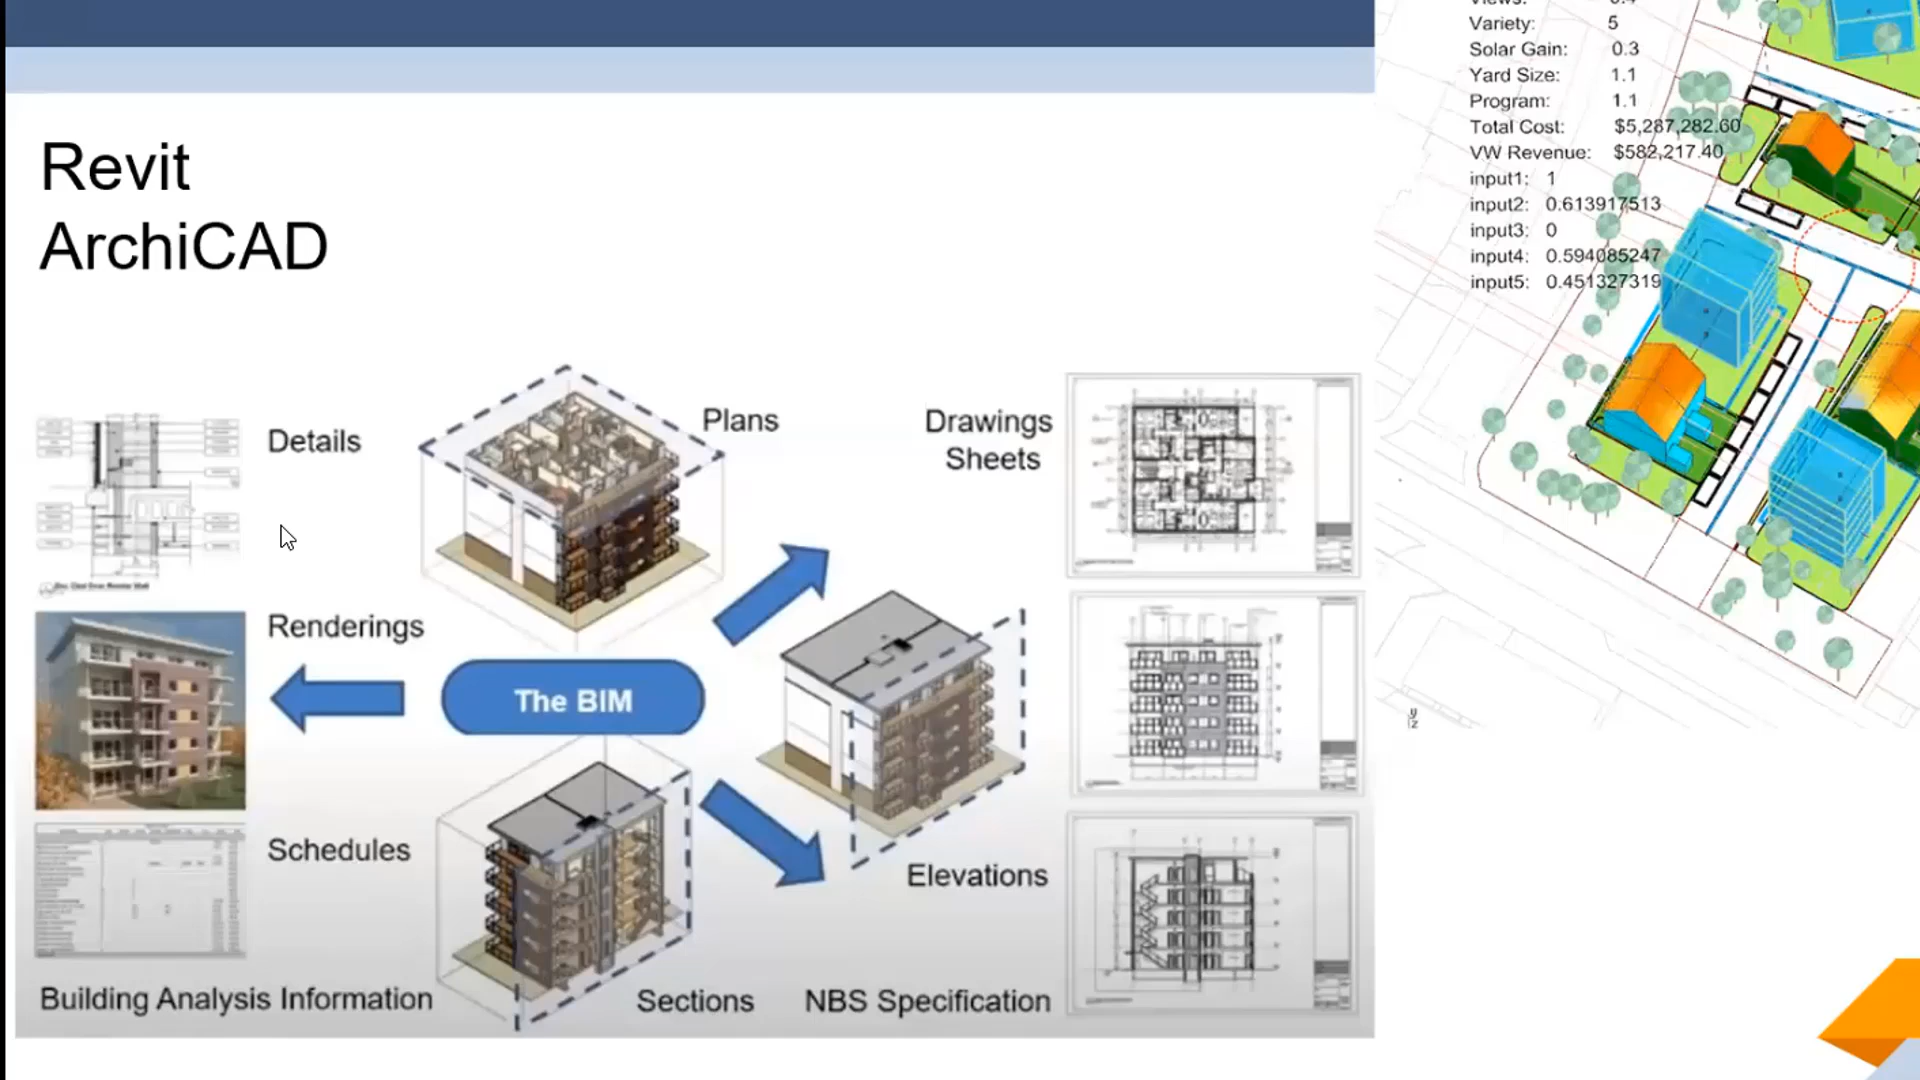 Revit
ArchiCAD
Details
Plans
Drawings
Sheets
Renderings
The BIM
Schedules
Elevations
Building Analysis Information
Sections
NBS Specification
Variety: 5
Solar Gain: 0.3
Yard Size: 1.1
Program: 1.1
Total Cost: $5,287,282.60
VW Revenue: $582,217.40
input1: 1
input2: 0.613917513
input3: 0
input4: 0.594085247
input5: 0.451327319
y
z